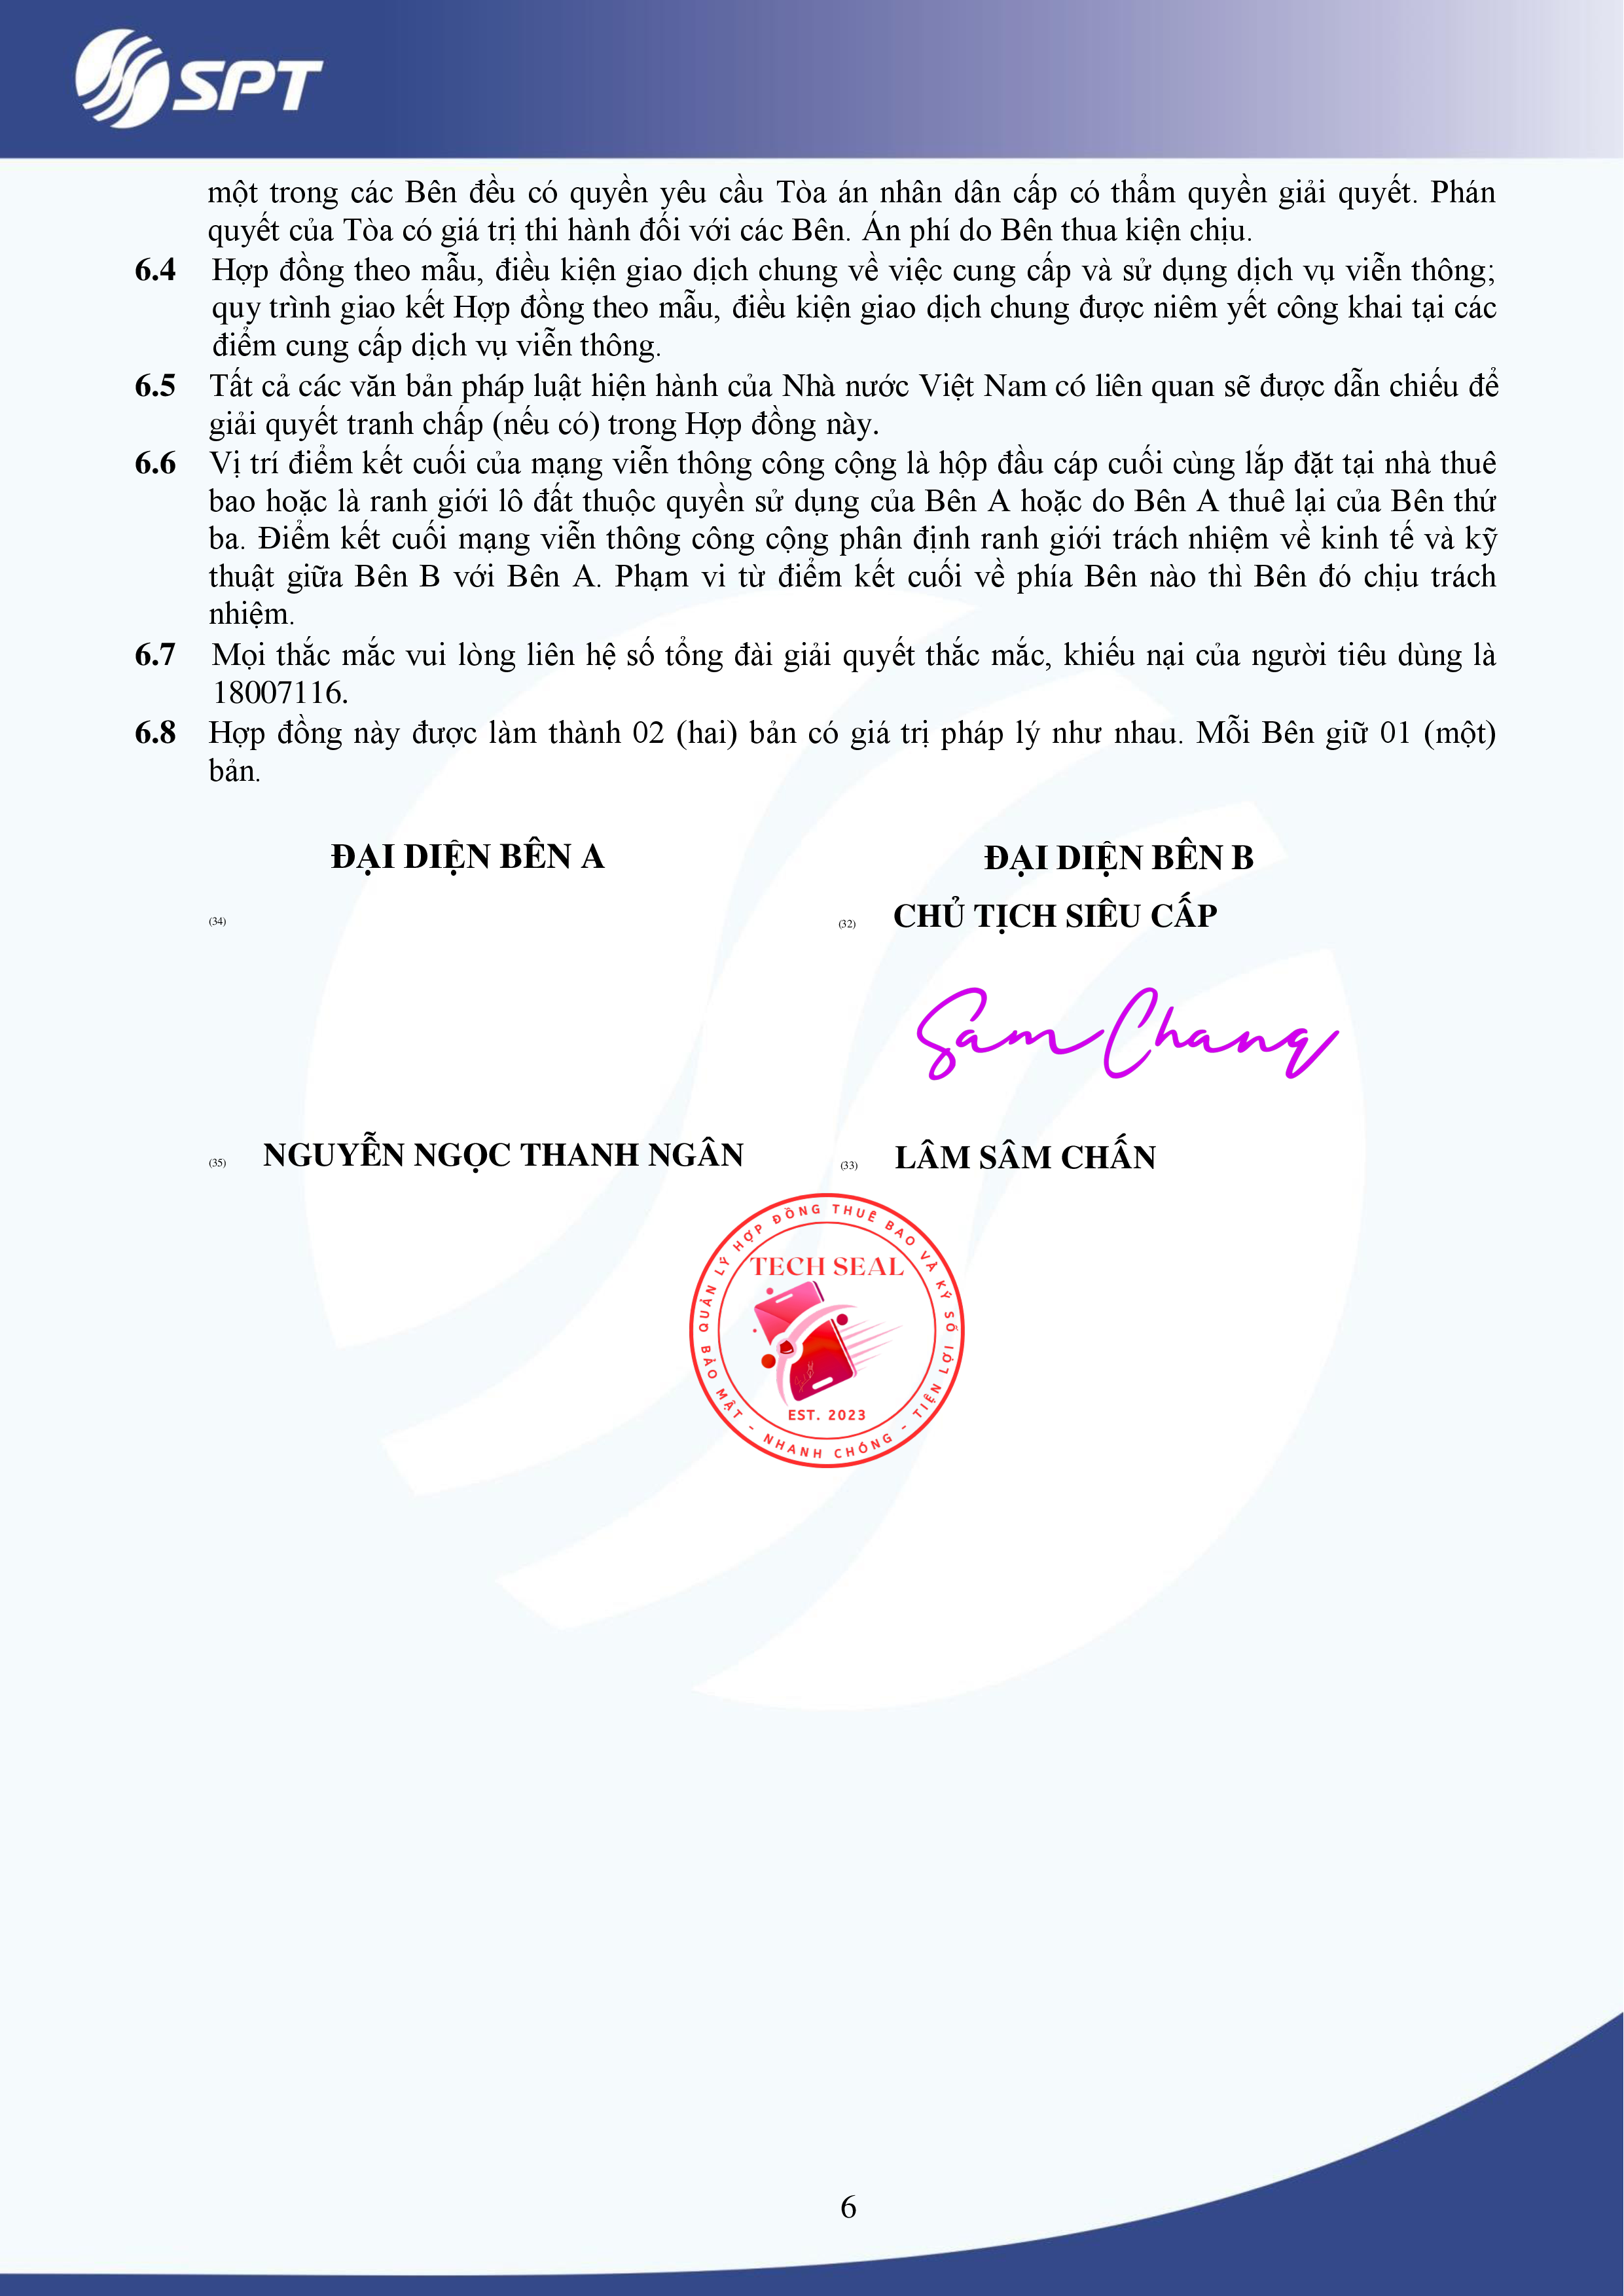 SPT
một trong các Bên đều có quyền yêu cầu Tòa án nhân dân cấp có thẩm quyền giải quyết. Phán
quyết của Tòa có giá trị thi hành đối với các Bên. Án phí do Bên thua kiện chịu.
6.4 Hợp đồng theo mẫu, điều kiện giao dịch chung về việc cung cấp và sử dụng dịch vụ viễn thông;
quy trình giao kết Hợp đồng theo mẫu, điều kiện giao dịch chung được niêm yết công khai tại các
điểm cung cấp dịch vụ viễn thông.
6.5 Tất cả các văn bản pháp luật hiện hành của Nhà nước Việt Nam có liên quan sẽ được dẫn chiếu để
giải quyết tranh chấp (nếu có) trong Hợp đồng này.
6.6 Vị trí điểm kết cuối của mạng viễn thông công cộng là hộp đầu cáp cuối cùng lắp đặt tại nhà thuê
bao hoặc là ranh giới lô đất thuộc quyền sử dụng của Bên A hoặc do Bên A thuê lại của Bên thứ
ba. Điểm kết cuối mạng viễn thông công cộng phân định ranh giới trách nhiệm về kinh tế và kỹ
thuật giữa Bên B với Bên A. Phạm vi từ điểm kết cuối về phía Bên nào thì Bên đó chịu trách
nhiệm.
6.7 Mọi thắc mắc vui lòng liên hệ số tổng đài giải quyết thắc mắc, khiếu nại của người tiêu dùng là
18007116.
6.8 Hợp đồng này được làm thành 02 (hai) bản có giá trị pháp lý như nhau. Mỗi Bên giữ 01 (một)
bản.
ĐẠI DIỆN BÊN A ĐẠI DIỆN BÊN B
(34) (32) CHỦ TỊCH SIÊU CẤP
Sam Chang
(35) NGUYỄN NGỌC THANH NGÂN (33) LÂM SÂM CHẤN
QUẢN LÝ HỢP ĐỒNG THUÊ BAO VÀ KÝ SỐ
TECH SEAL
EST. 2023
BẢO MẬT - NHANH CHÓNG - TIỆN LỢI
6